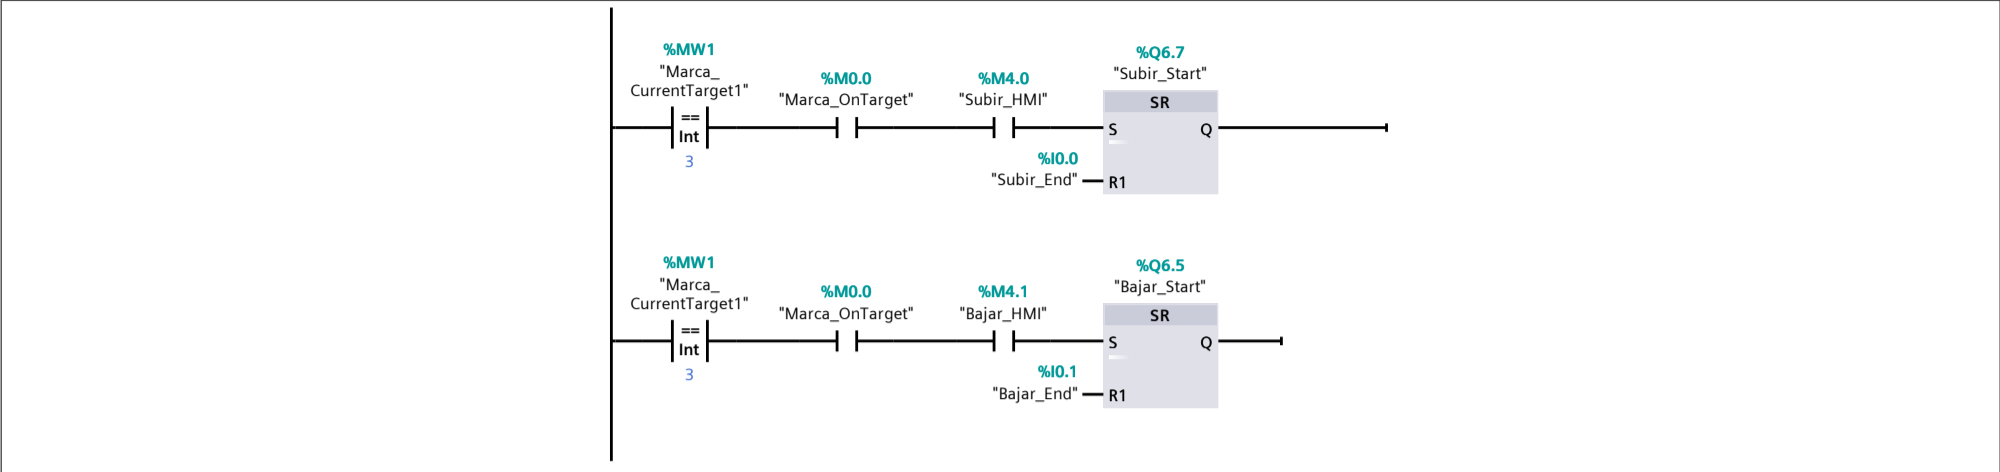 %MW1
"Marca_
CurrentTarget1"
==
Int
3
%M0.0
"Marca_OnTarget"
%M4.0
"Subir_HMI"
%Q6.7
"Subir_Start"
SR
S
Q
%I0.0
"Subir_End"
R1
%MW1
"Marca_
CurrentTarget1"
==
Int
3
%M0.0
"Marca_OnTarget"
%M4.1
"Bajar_HMI"
%Q6.5
"Bajar_Start"
SR
S
Q
%I0.1
"Bajar_End"
R1